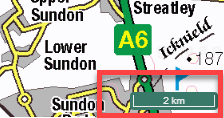 Upper
Sundon
Streatley
A6
Icknield
187
Lower
Sundon
Sundon
2 km